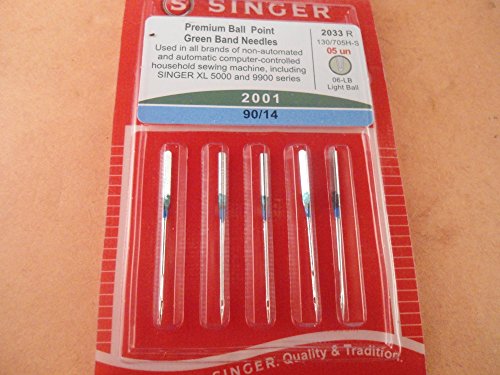 S SINGER
Premium Ball Point
Green Band Needles
Used in all brands of non-automated
and automatic computer-controlled
household sewing machine, including
SINGER XL 5000 and 9900 series
2033 R
130/705H-S
05 un
06-LB
Light Ball
2001
90/14
SINGER. Quality & Tradition.